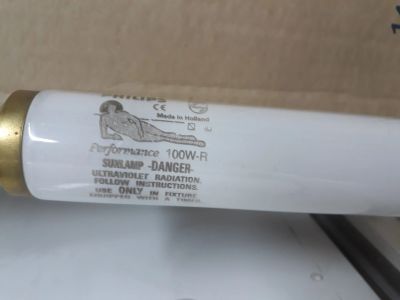 PHILIPS
CE
Made in Holland
Performance 100W-R
SUNLAMP -DANGER-
ULTRAVIOLET RADIATION.
FOLLOW INSTRUCTIONS.
USE ONLY IN FIXTURE
EQUIPPED WITH A TIMER.